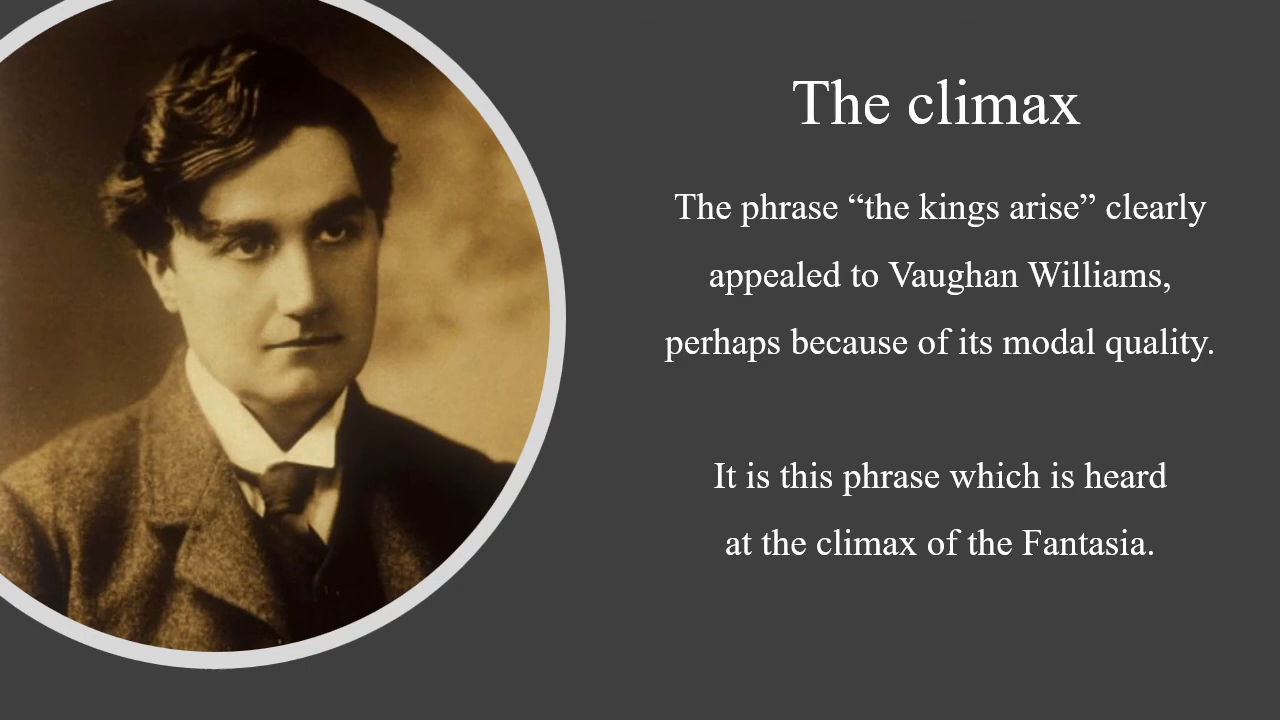 The climax
The phrase “the kings arise” clearly
appealed to Vaughan Williams,
perhaps because of its modal quality.
It is this phrase which is heard
at the climax of the Fantasia.